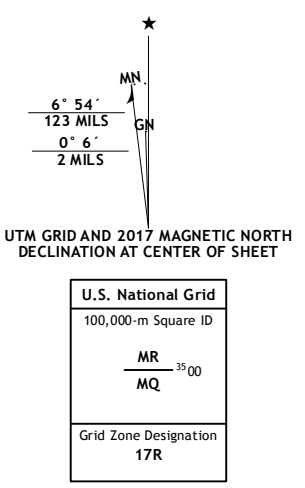 ★
MN
6° 54´
123 MILS
GN
0° 6´
2 MILS
UTM GRID AND 2017 MAGNETIC NORTH
DECLINATION AT CENTER OF SHEET
U.S. National Grid
100,000-m Square ID
MR
3500
MQ
Grid Zone Designation
17R